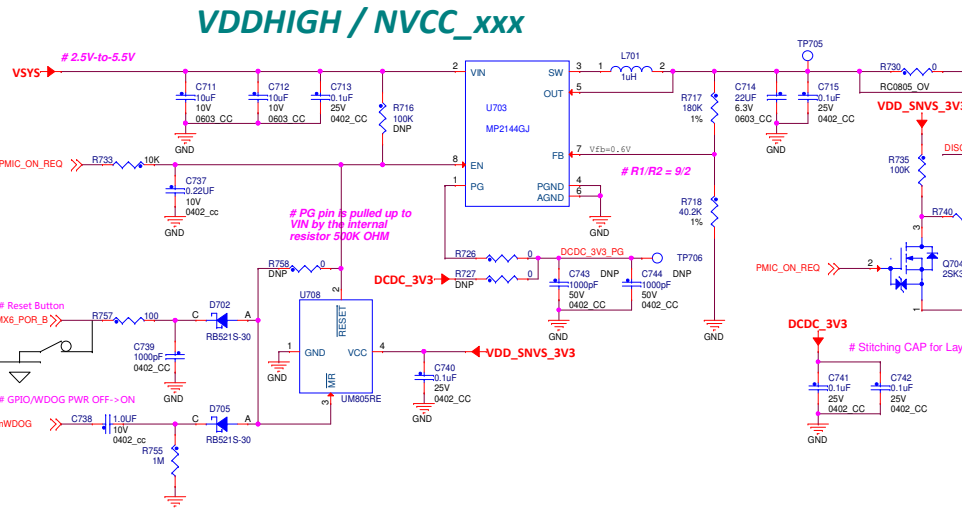 VDDHIGH / NVCC_xxx
# 2.5V-to-5.5V
VSYS
C711
10uF
10V
0603_CC
C712
10uF
10V
0603_CC
C713
0.1uF
25V
0402_CC
GND
R716
100K
DNP
2
VIN
U703
MP2144GJ
SW
3
OUT
5
8
EN
1
PG
FB
7
PGND
4
AGND
6
GND
1
L701
1uH
2
Vfb=0.6V
# R1/R2 = 9/2
R717
180K
1%
R718
40.2K
1%
GND
TP705
C714
22UF
6.3V
0603_CC
C715
0.1uF
25V
0402_CC
GND
R730
0
RC0805_OV
VDD_SNVS_3V3
R735
100K
R740
3
PMIC_ON_REQ
2
1
PMIC_ON_REQ
R733
10K
C737
0.22UF
10V
0402_cc
GND
# PG pin is pulled up to
VIN by the internal
resistor 500K OHM
R758
DNP
0
R726
0
DCDC_3V3
R727
0
DCDC_3V3_PG
TP706
C743
DNP
1000pF
50V
0402_CC
C744
DNP
1000pF
50V
0402_CC
GND
GND
# Reset Button
R757
100
C
D702
A
RB521S-30
C739
1000pF
0402_CC
GND
U708
2
RESET
1
GND
VCC
4
MR
3
UM805RE
GND
VDD_SNVS_3V3
C740
0.1uF
25V
0402_CC
GND
# GPIO/WDOG PWR OFF->ON
C738
1.0UF
10V
0402_cc
C
D705
A
RB521S-30
R755
1M
DCDC_3V3
# Stitching CAP for Lay
C741
0.1uF
25V
0402_CC
C742
0.1uF
25V
0402_CC
GND